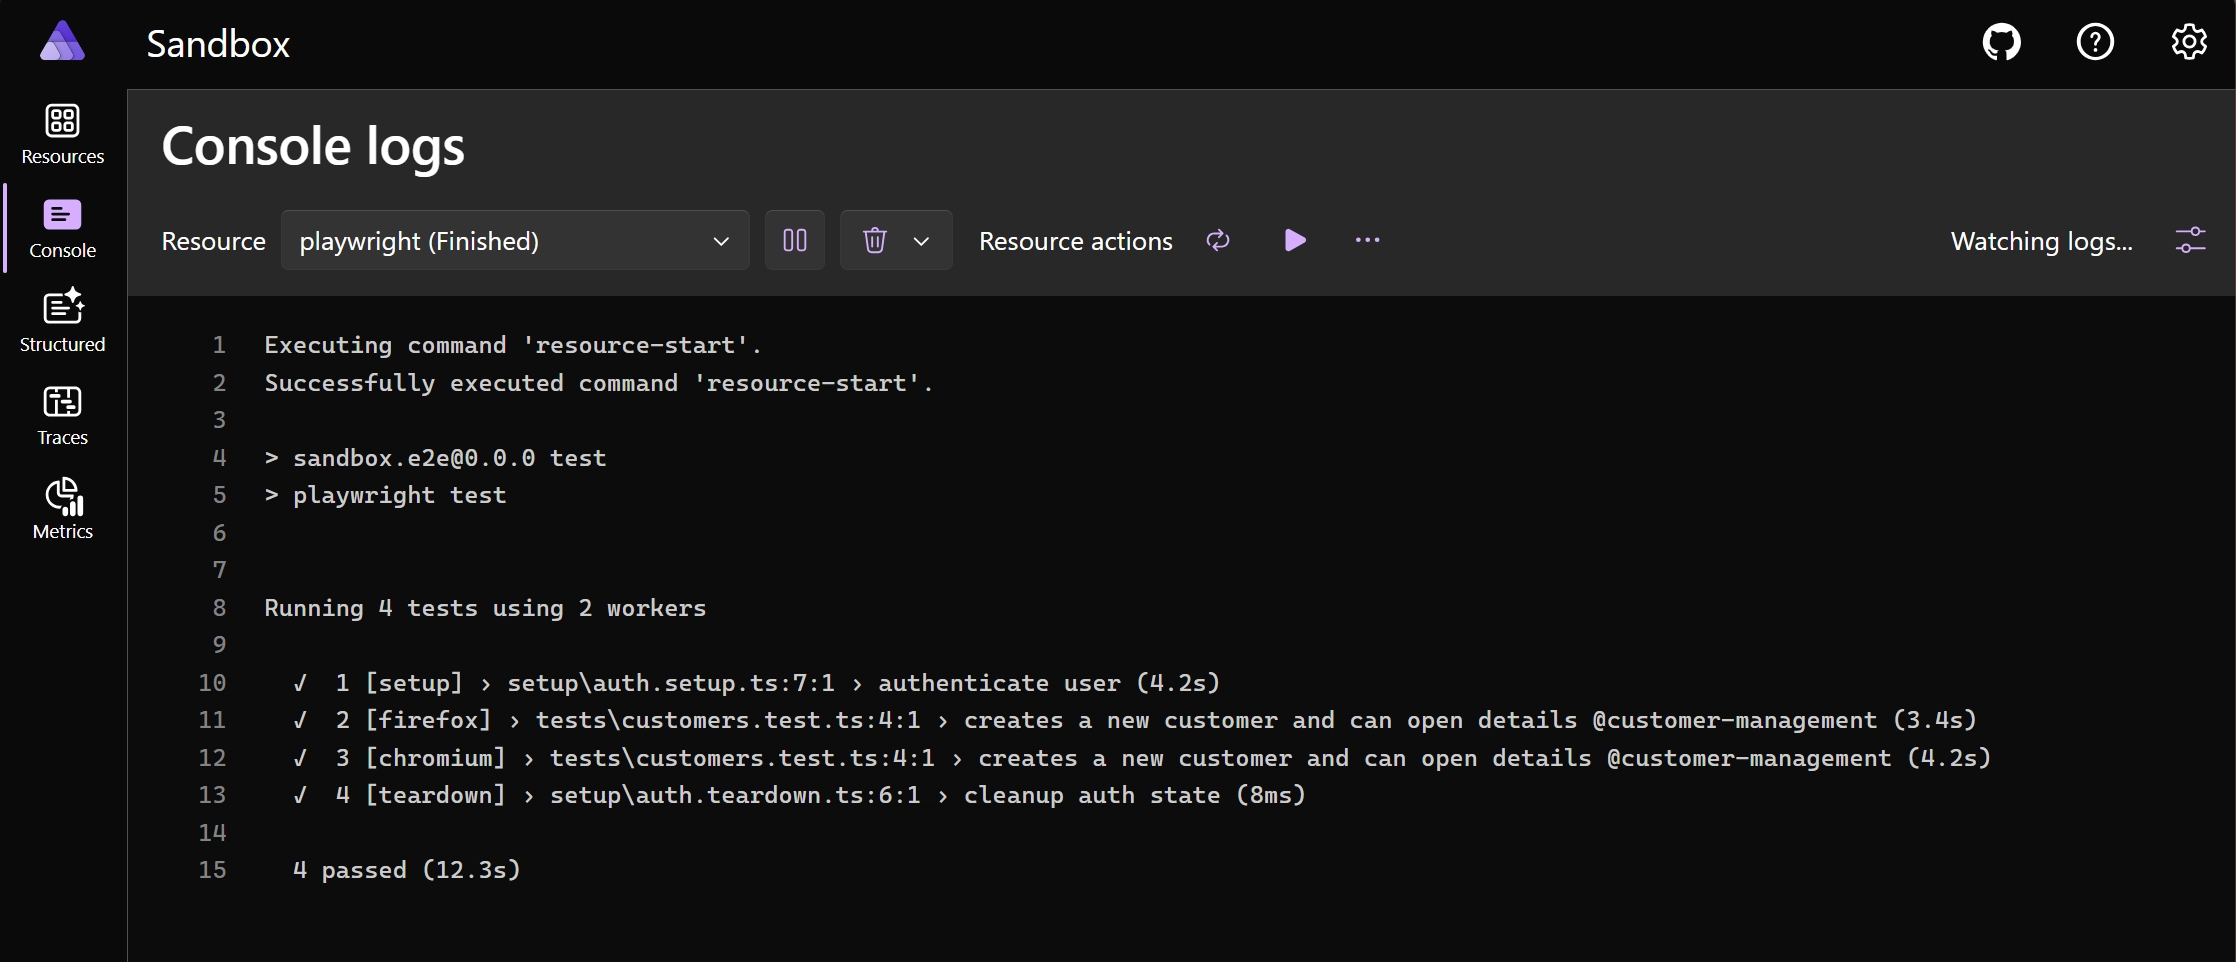 Sandbox
Resources
Console
Structured
Traces
Metrics
Console logs
Resource playwright (Finished) Resource actions Watching logs...
1 Executing command 'resource-start'.
2 Successfully executed command 'resource-start'.
3
4 > sandbox.e2e@0.0.0 test
5 > playwright test
6
7
8 Running 4 tests using 2 workers
9
10 ✓ 1 [setup] › setup\auth.setup.ts:7:1 › authenticate user (4.2s)
11 ✓ 2 [firefox] › tests\customers.test.ts:4:1 › creates a new customer and can open details @customer-management (3.4s)
12 ✓ 3 [chromium] › tests\customers.test.ts:4:1 › creates a new customer and can open details @customer-management (4.2s)
13 ✓ 4 [teardown] › setup\auth.teardown.ts:6:1 › cleanup auth state (8ms)
14
15 4 passed (12.3s)